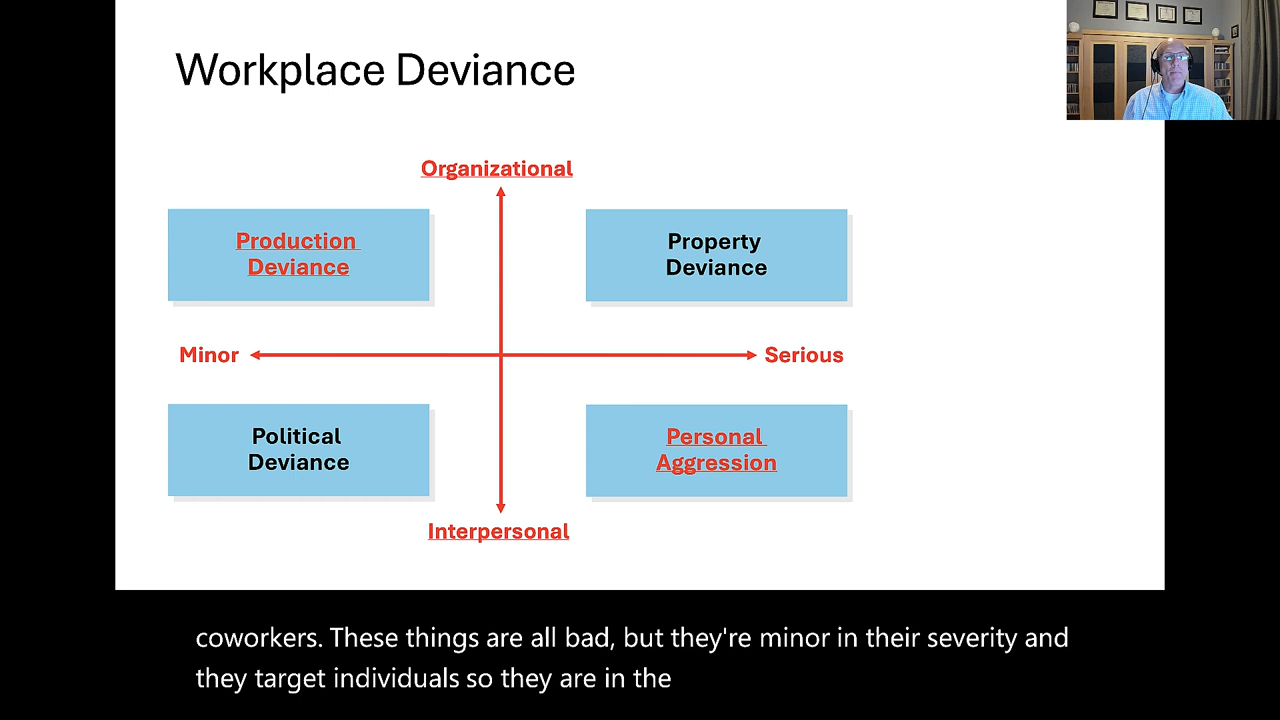 Workplace Deviance
Organizational
Production
Deviance
Property
Deviance
Minor
Serious
Political
Deviance
Personal
Aggression
Interpersonal
coworkers. These things are all bad, but they're minor in their severity and
they target individuals so they are in the